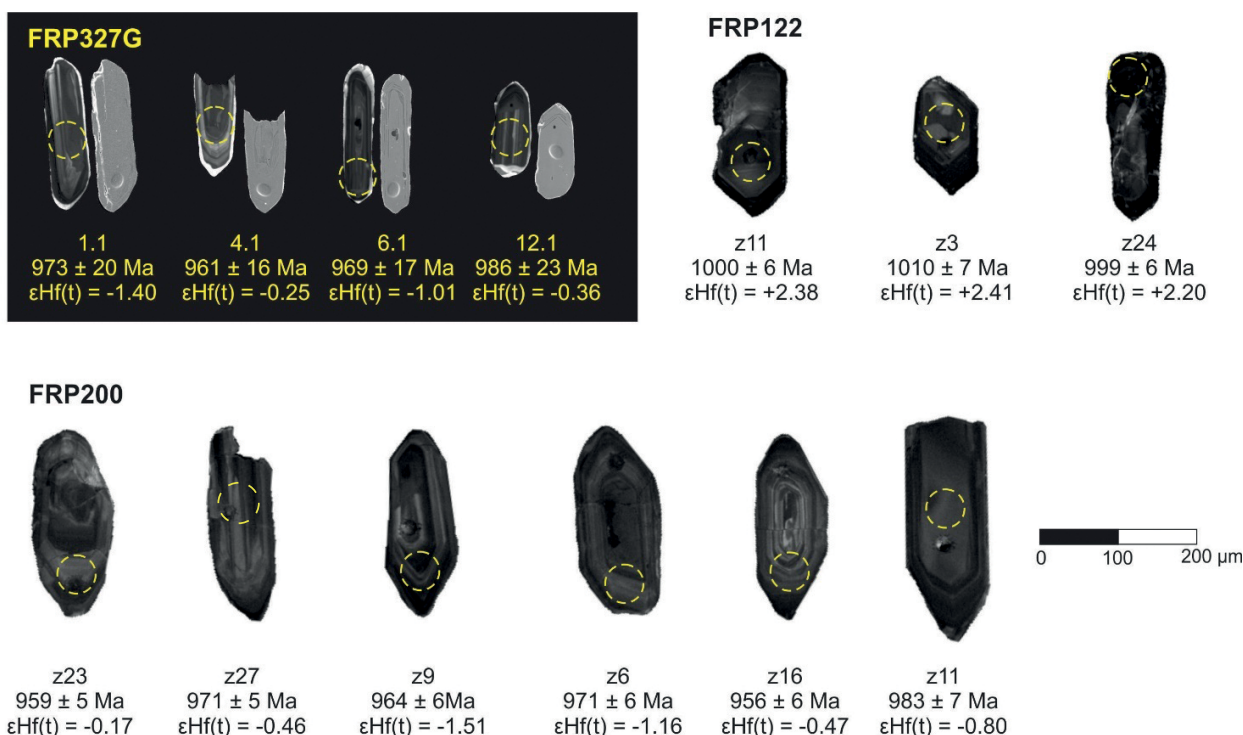 FRP327G
1.1
973 ± 20 Ma
εHf(t) = -1.40
4.1
961 ± 16 Ma
εHf(t) = -0.25
6.1
969 ± 17 Ma
εHf(t) = -1.01
12.1
986 ± 23 Ma
εHf(t) = -0.36
FRP122
z11
1000 ± 6 Ma
εHf(t) = +2.38
z3
1010 ± 7 Ma
εHf(t) = +2.41
z24
999 ± 6 Ma
εHf(t) = +2.20
FRP200
z23
959 ± 5 Ma
εHf(t) = -0.17
z27
971 ± 5 Ma
εHf(t) = -0.46
z9
964 ± 6Ma
εHf(t) = -1.51
z6
971 ± 6 Ma
εHf(t) = -1.16
z16
956 ± 6 Ma
εHf(t) = -0.47
z11
983 ± 7 Ma
εHf(t) = -0.80
0 100 200 µm